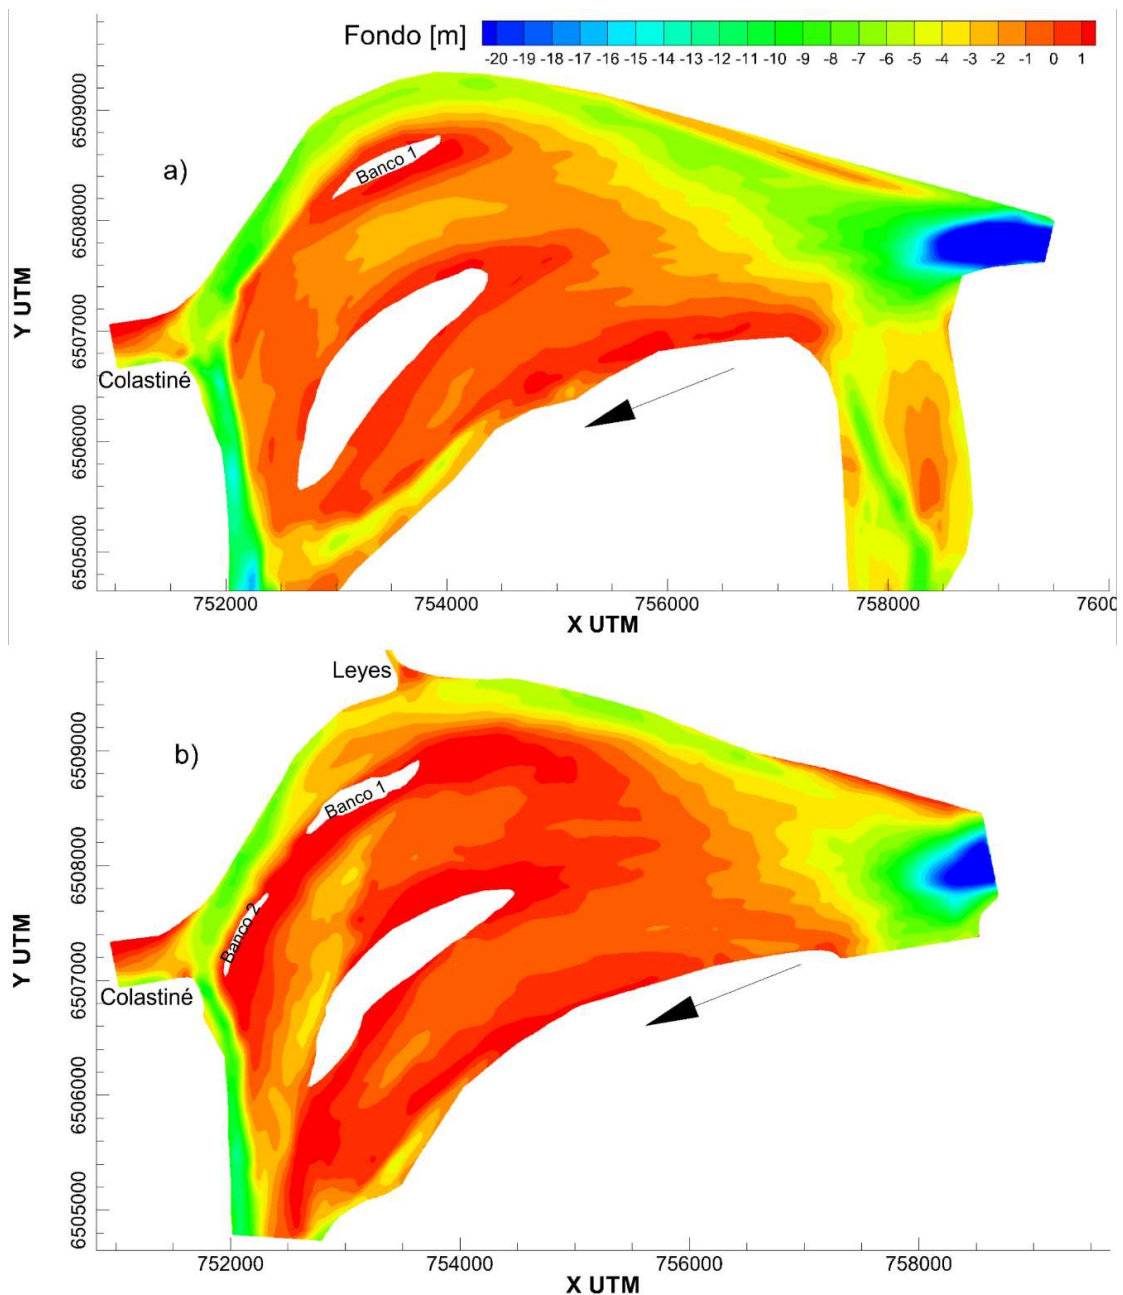 Fondo [m]
-20 -19 -18 -17 -16 -15 -14 -13 -12 -11 -10 -9 -8 -7 -6 -5 -4 -3 -2 -1 0 1
a)
Banco 1
Colastiné
Y UTM
6509000
6508000
6507000
6506000
6505000
752000 754000 756000 758000 7600
X UTM
Leyes
b)
Banco 1
Banco 2
Colastiné
Y UTM
6509000
6508000
6507000
6506000
6505000
752000 754000 756000 758000
X UTM